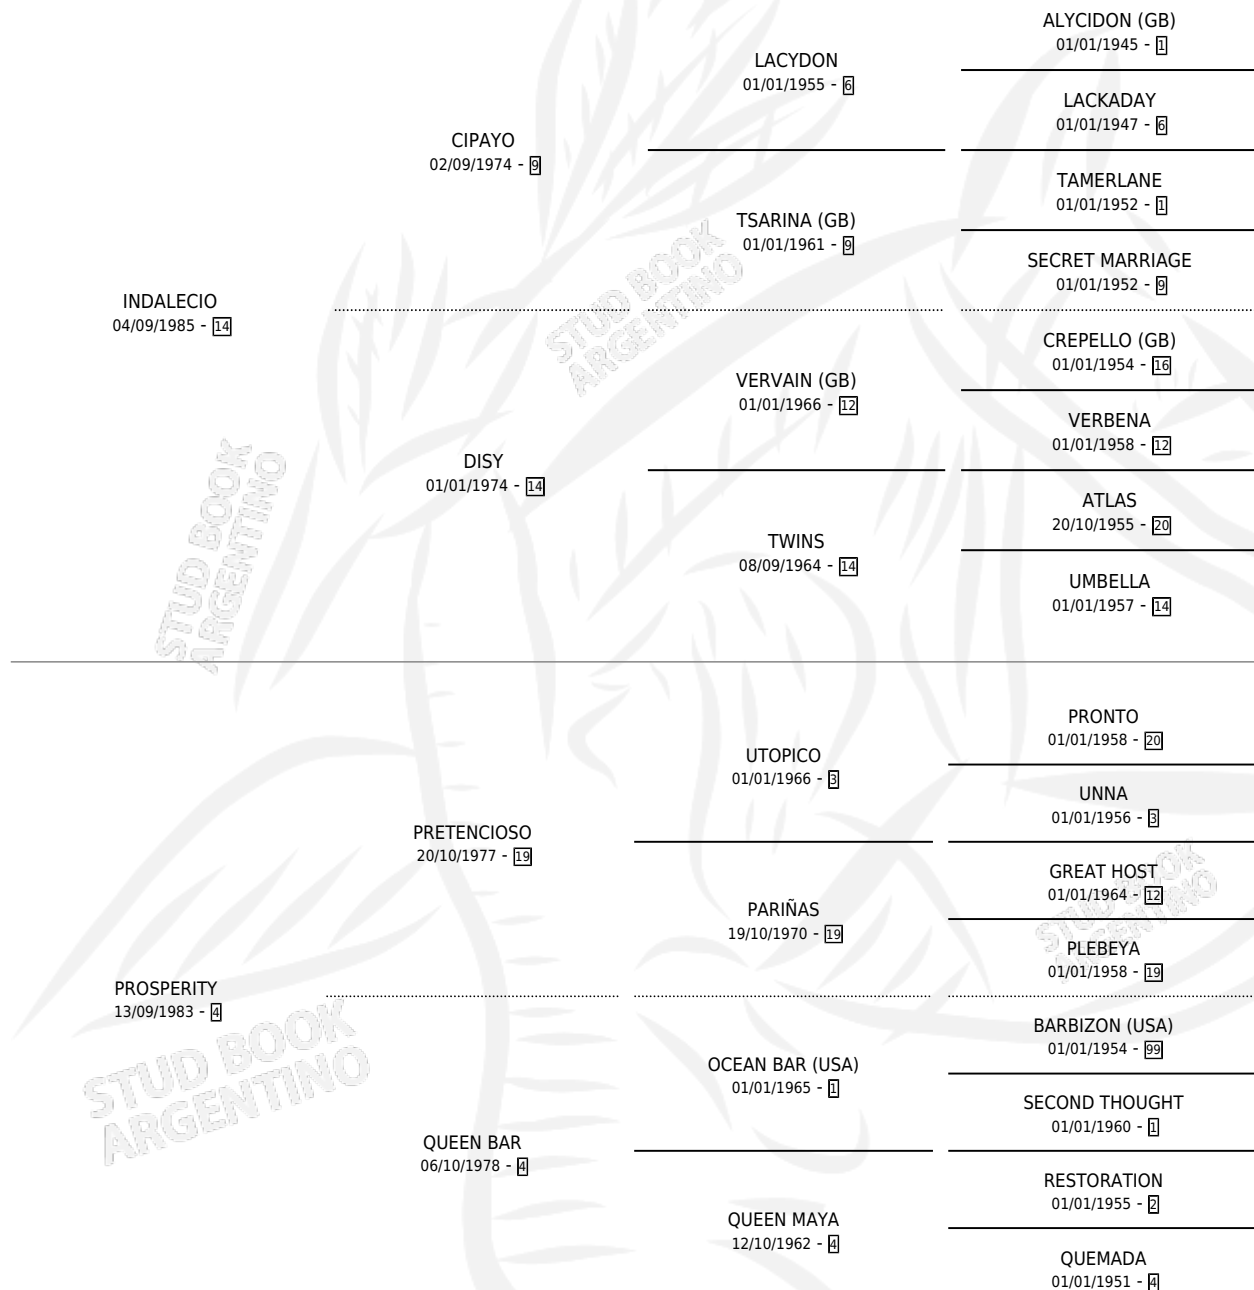 ALYCIDON (GB)
01/01/1945 - 1
LACYDON
01/01/1955 - 6
LACKADAY
01/01/1947 - 6
CIPAYO
02/09/1974 - 9
TAMERLANE
01/01/1952 - 1
TSARINA (GB)
01/01/1961 - 9
SECRET MARRIAGE
01/01/1952 - 9
INDALECIO
04/09/1985 - 14
CREPELLO (GB)
01/01/1954 - 16
VERVAIN (GB)
01/01/1966 - 12
VERBENA
01/01/1958 - 12
DISY
01/01/1974 - 14
ATLAS
20/10/1955 - 20
TWINS
08/09/1964 - 14
UMBELLA
01/01/1957 - 14
PRONTO
01/01/1958 - 20
UTOPICO
01/01/1966 - 3
UNNA
01/01/1956 - 3
PRETENCIOSO
20/10/1977 - 19
GREAT HOST
01/01/1964 - 12
PARIÑAS
19/10/1970 - 19
PLEBEYA
01/01/1958 - 19
PROSPERITY
13/09/1983 - 4
BARBIZON (USA)
01/01/1954 - 99
OCEAN BAR (USA)
01/01/1965 - 1
SECOND THOUGHT
01/01/1960 - 1
QUEEN BAR
06/10/1978 - 4
RESTORATION
01/01/1955 - 2
QUEEN MAYA
12/10/1962 - 4
QUEMADA
01/01/1951 - 4
STUD BOOK
ARGENTINO
STUD BOOK
ARGENTINO
STUD BOOK
ARGENTINO
STUD BOOK
ARGENTINO